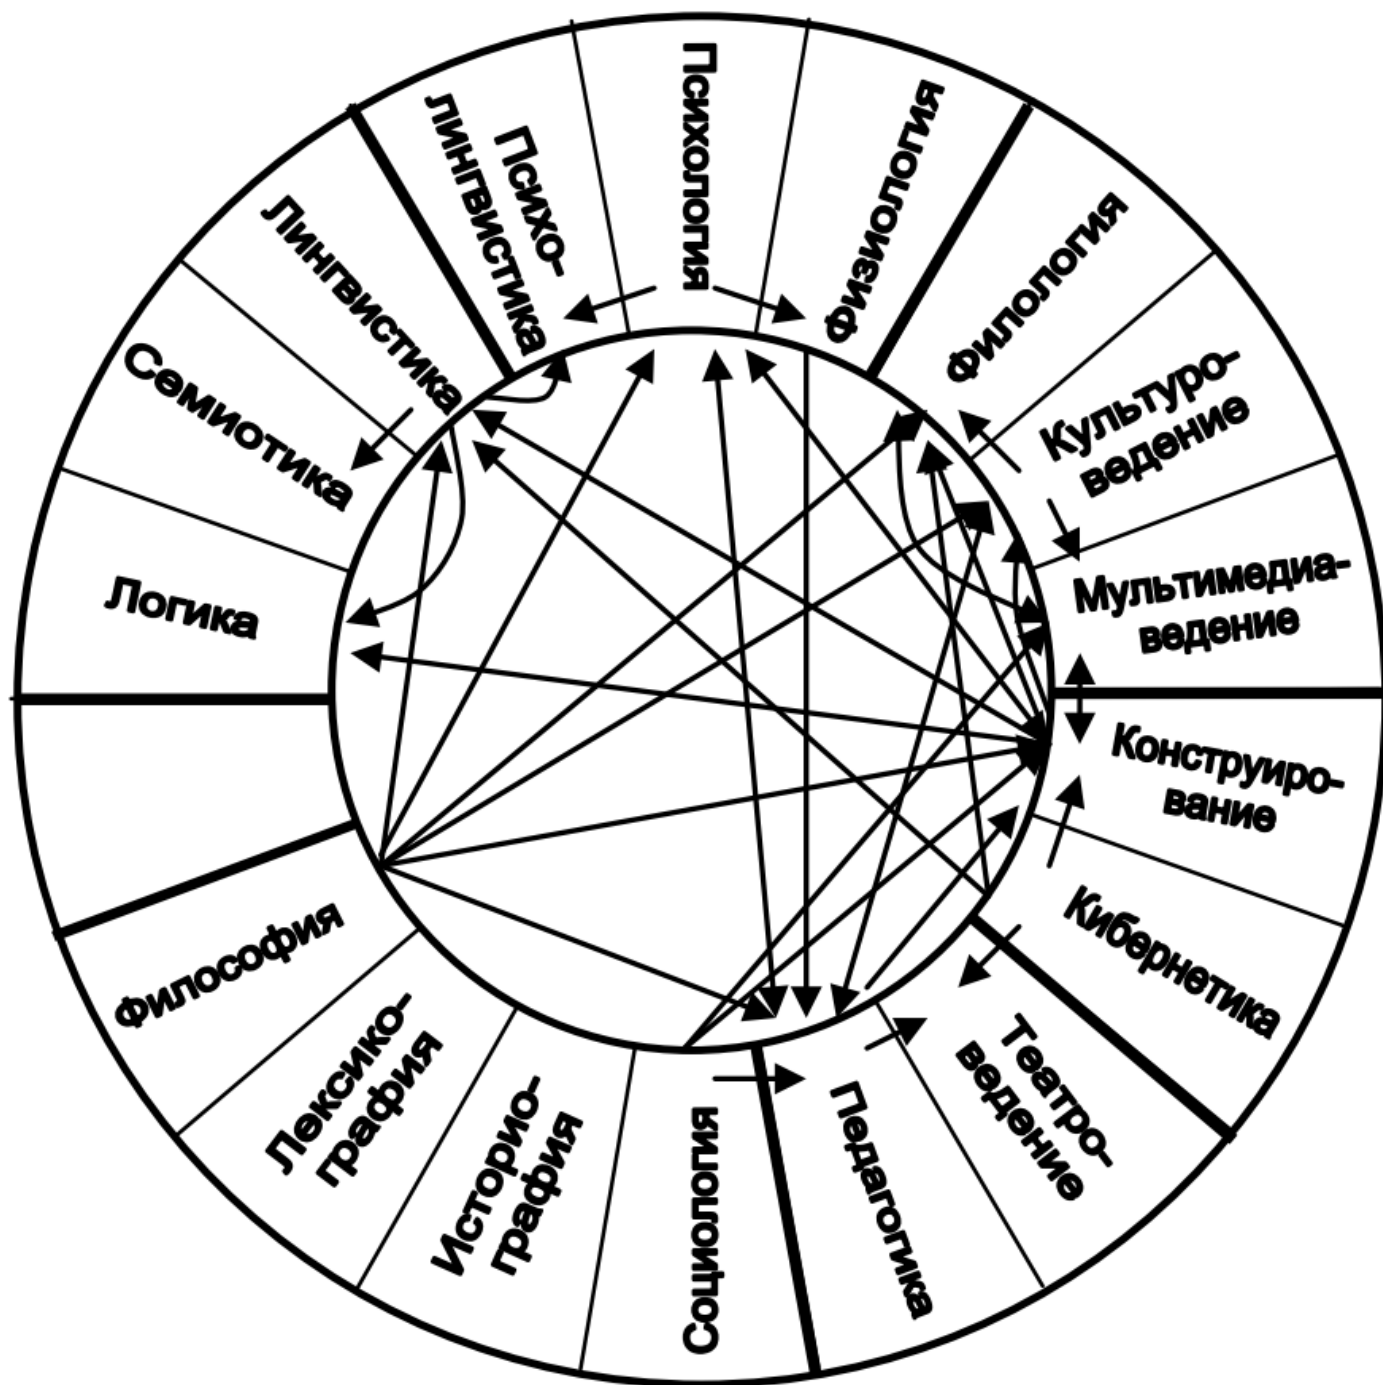 Психология
Физиология
Филология
Культуро-
ведение
Мультимедиа-
ведение
Конструиро-
вание
Кибернетика
Театро-
ведение
Педагогика
Социология
Историо-
графия
Лексико-
графия
Философия
Логика
Семиотика
Лингвистика
Психо-
лингвистика